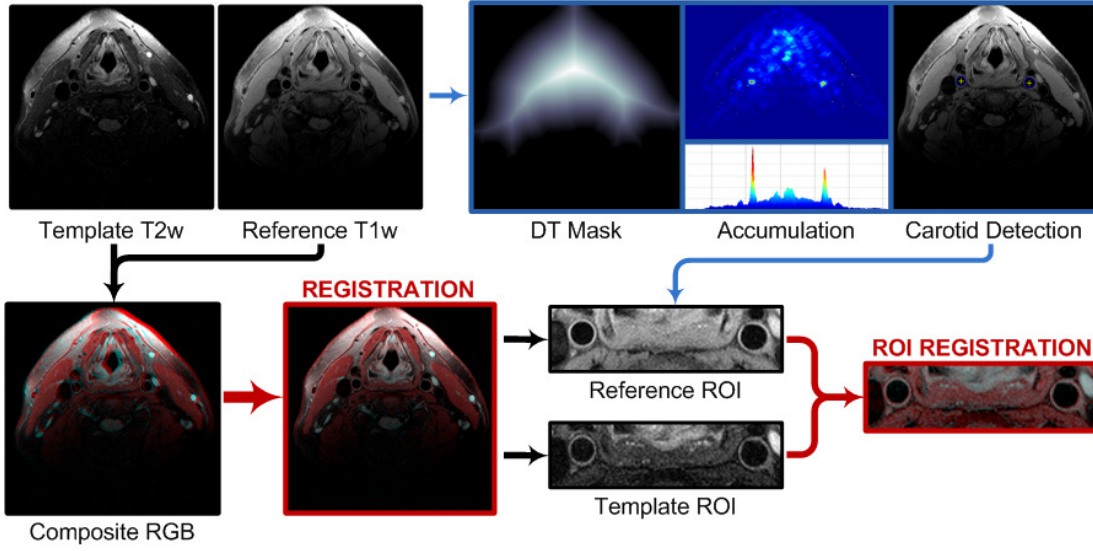 Template T2w
Reference T1w
DT Mask
Accumulation
Carotid Detection
REGISTRATION
ROI REGISTRATION
Reference ROI
Template ROI
Composite RGB